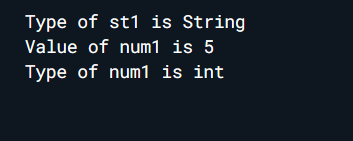 Type of st1 is String
Value of num1 is 5
Type of num1 is int